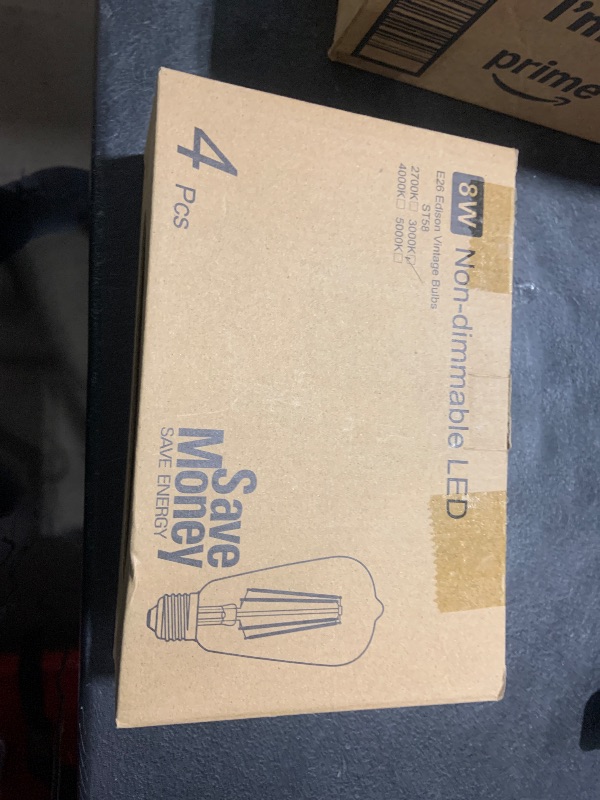 8W Non-dimmable LED
E26 Edison Vintage Bulbs
ST58
2700K☐ 3000K☑
4000K☐ 5000K☐
4 Pcs
Save
Money
SAVE ENERGY
I'm
prime